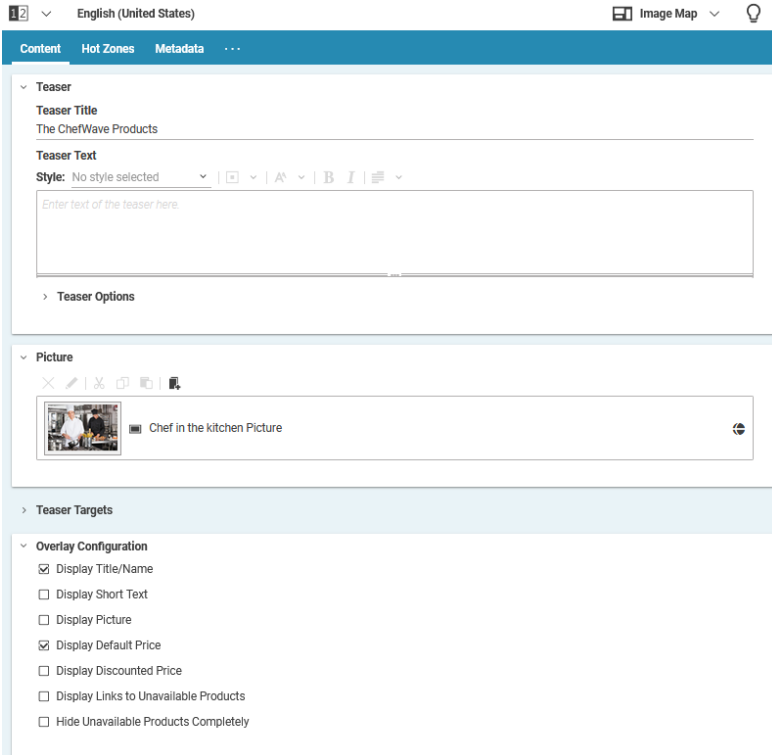 English (United States)
Image Map
Content Hot Zones Metadata ···
Teaser
Teaser Title
The ChefWave Products
Teaser Text
Style: No style selected B I
Enter text of the teaser here.
Teaser Options
Picture
Chef in the kitchen Picture
Teaser Targets
Overlay Configuration
Display Title/Name
Display Short Text
Display Picture
Display Default Price
Display Discounted Price
Display Links to Unavailable Products
Hide Unavailable Products Completely